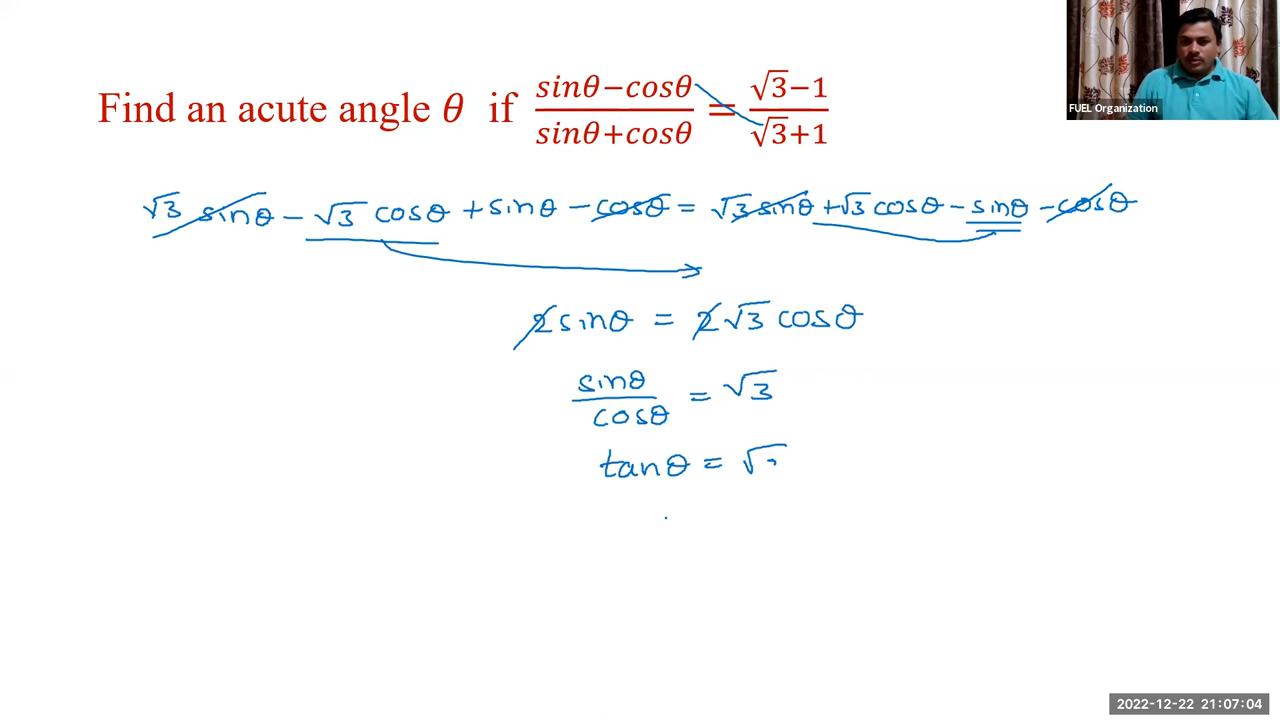 Find an acute angle θ if (sinθ−cosθ)/(sinθ+cosθ) = (√3−1)/(√3+1)
FUEL Organization
√3 sinθ − √3 cosθ + sinθ − cosθ = √3 sinθ + √3 cosθ − sinθ − cosθ
2 sinθ = 2 √3 cosθ
sinθ/cosθ = √3
tanθ = √
2022-12-22 21:07:04